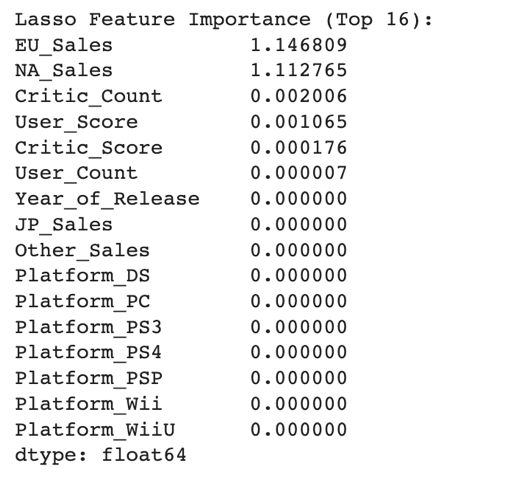 Lasso Feature Importance (Top 16):
EU_Sales 1.146809
NA_Sales 1.112765
Critic_Count 0.002006
User_Score 0.001065
Critic_Score 0.000176
User_Count 0.000007
Year_of_Release 0.000000
JP_Sales 0.000000
Other_Sales 0.000000
Platform_DS 0.000000
Platform_PC 0.000000
Platform_PS3 0.000000
Platform_PS4 0.000000
Platform_PSP 0.000000
Platform_Wii 0.000000
Platform_WiiU 0.000000
dtype: float64